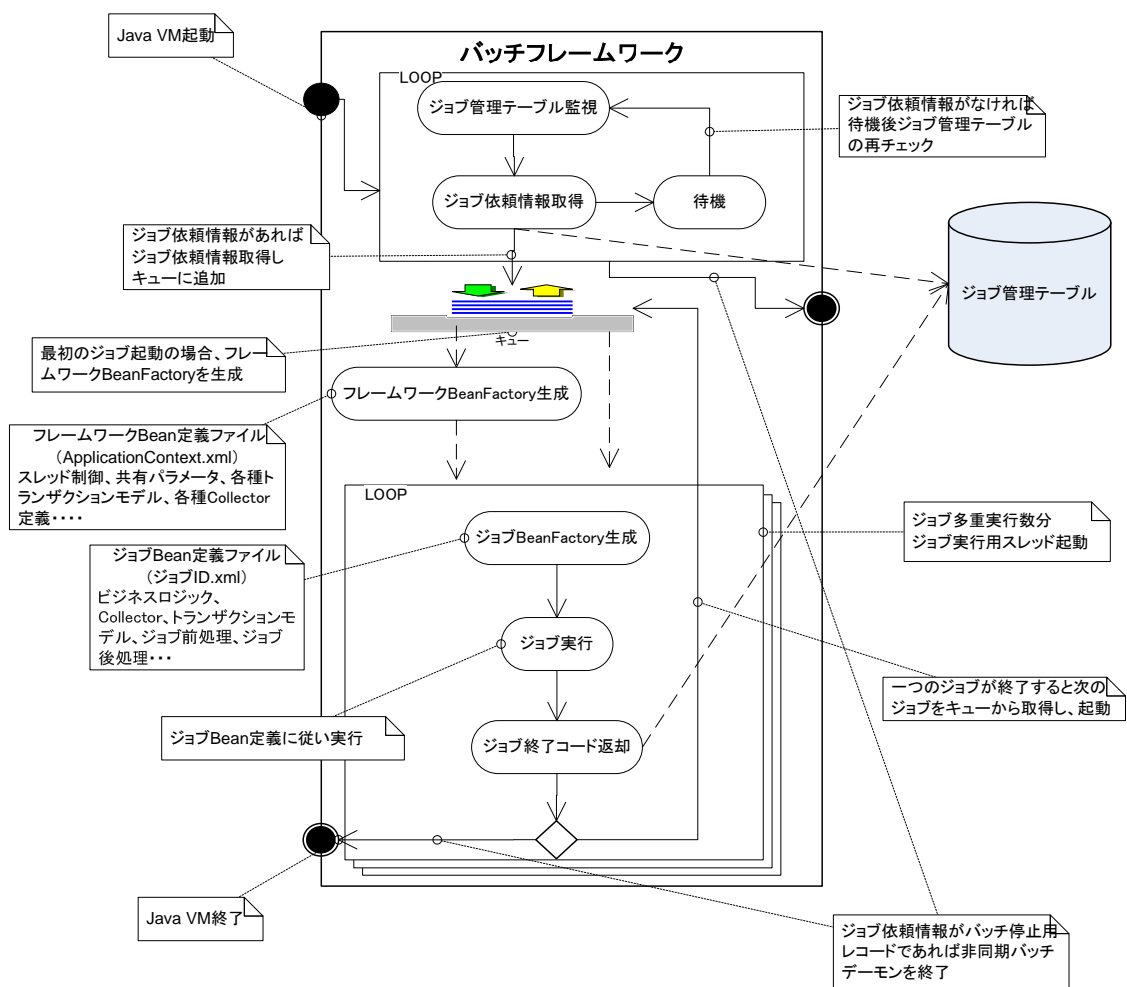 Java VM起動
バッチフレームワーク
LOOP
ジョブ管理テーブル監視
ジョブ依頼情報がなければ
待機後ジョブ管理テーブル
の再チェック
ジョブ依頼情報取得
待機
ジョブ依頼情報があれば
ジョブ依頼情報取得し
キューに追加
ジョブ管理テーブル
キュー
最初のジョブ起動の場合、フレー
ムワークBeanFactoryを生成
フレームワークBeanFactory生成
フレームワークBean定義ファイル
(ApplicationContext.xml)
スレッド制御、共有パラメータ、各種ト
ランザクションモデル、各種Collector
定義・・・・
LOOP
ジョブ多重実行数分
ジョブ実行用スレッド起動
ジョブBeanFactory生成
ジョブBean定義ファイル
(ジョブID.xml)
ビジネスロジック、
Collector、トランザクションモ
デル、ジョブ前処理、ジョブ
後処理・・・
ジョブ実行
一つのジョブが終了すると次の
ジョブをキューから取得し、起動
ジョブBean定義に従い実行
ジョブ終了コード返却
Java VM終了
ジョブ依頼情報がバッチ停止用
レコードであれば非同期バッチ
デーモンを終了